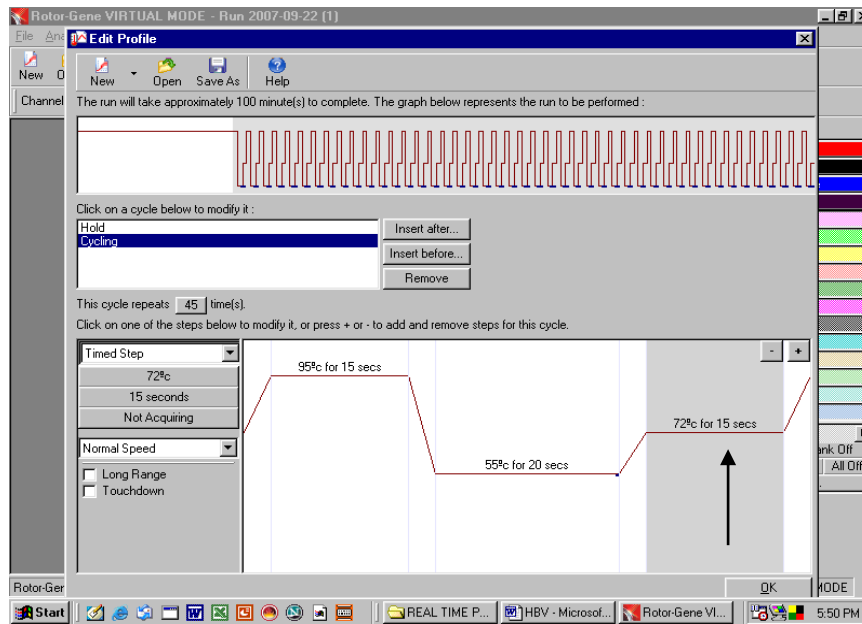 Rotor-Gene VIRTUAL MODE - Run 2007-09-22 (1)
File Ana
Edit Profile
New O
New Open Save As Help
Channel
The run will take approximately 100 minute(s) to complete. The graph below represents the run to be performed :
Click on a cycle below to modify it :
Hold
Cycling
Insert after...
Insert before...
Remove
This cycle repeats 45 time(s).
Click on one of the steps below to modify it, or press + or - to add and remove steps for this cycle.
Timed Step
72ºc
15 seconds
Not Acquiring
Normal Speed
Long Range
Touchdown
- +
95ºc for 15 secs
55ºc for 20 secs
72ºc for 15 secs
ank Off
All Off
OK
Rotor-Ger
MODE
Start
REAL TIME P...
HBV - Microsof...
Rotor-Gene VI...
5:50 PM